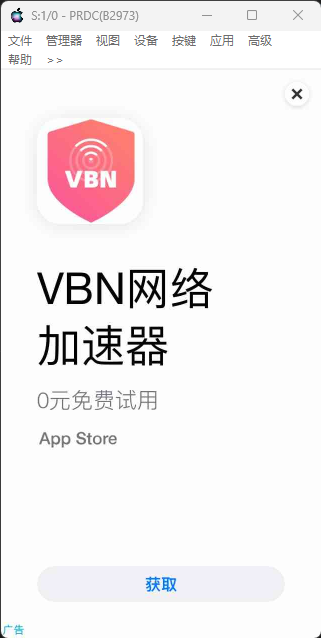 S:1/0 - PRDC(B2973)
文件 管理器 视图 设备 按键 应用 高级
帮助 >>
VBN
VBN网络
加速器
0元免费试用
App Store
获取
广告